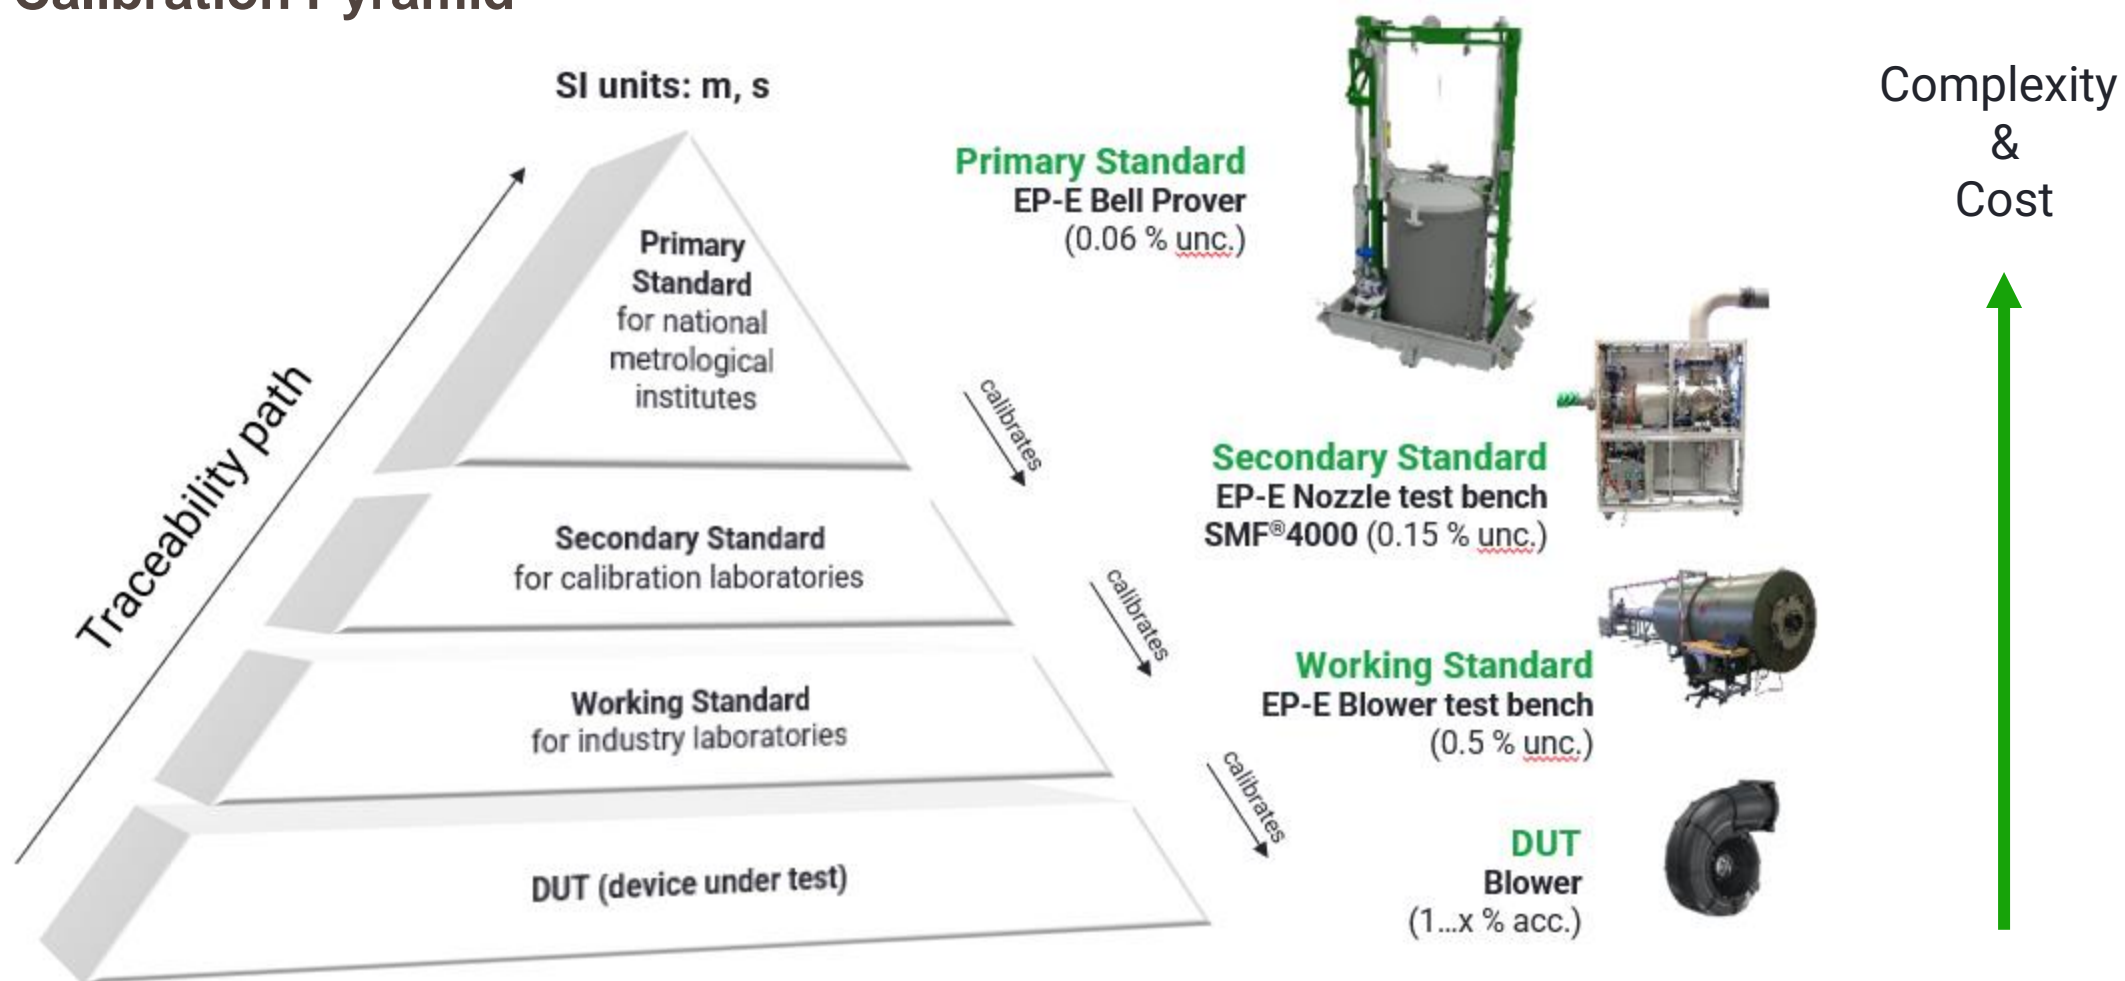 Calibration Pyramid
SI units: m, s
Traceability path
Primary
Standard
for national
metrological
institutes
Secondary Standard
for calibration laboratories
Working Standard
for industry laboratories
DUT (device under test)
Primary Standard
EP-E Bell Prover
(0.06 % unc.)
calibrates
Secondary Standard
EP-E Nozzle test bench
SMF®4000 (0.15 % unc.)
calibrates
Working Standard
EP-E Blower test bench
(0.5 % unc.)
calibrates
DUT
Blower
(1...x % acc.)
Complexity
&
Cost